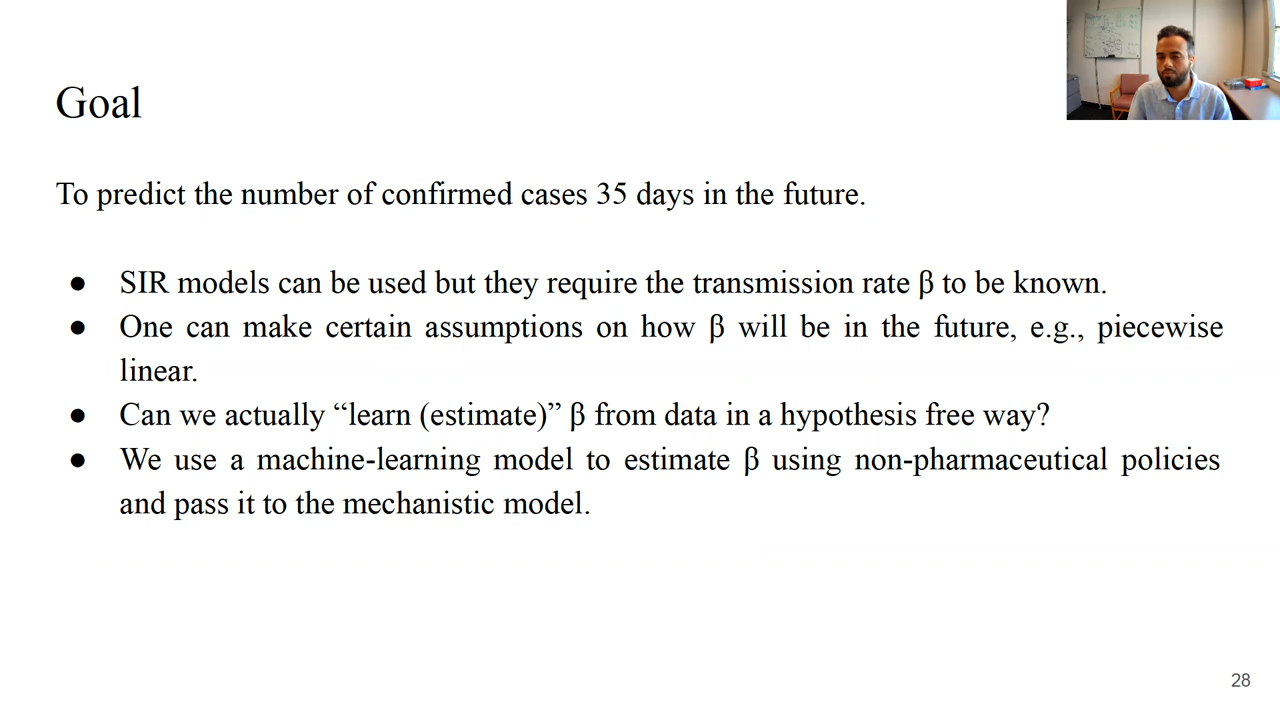 Goal
To predict the number of confirmed cases 35 days in the future.
● SIR models can be used but they require the transmission rate β to be known.
● One can make certain assumptions on how β will be in the future, e.g., piecewise
linear.
● Can we actually “learn (estimate)” β from data in a hypothesis free way?
● We use a machine-learning model to estimate β using non-pharmaceutical policies
and pass it to the mechanistic model.
28